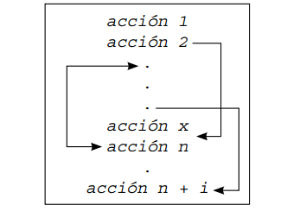 acción 1
acción 2
.
.
.
acción x
acción n
.
acción n + i